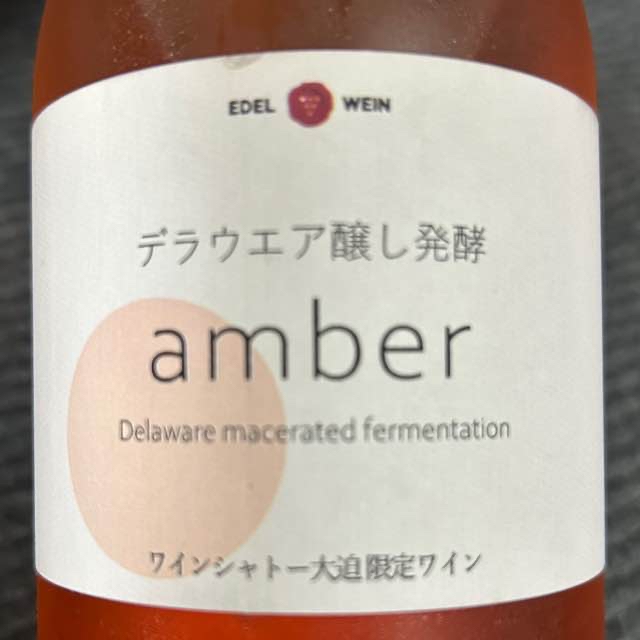 EDEL WEIN
デラウエア醸し発酵
amber
Delaware macerated fermentation
ワインシャトー大迫限定ワイン